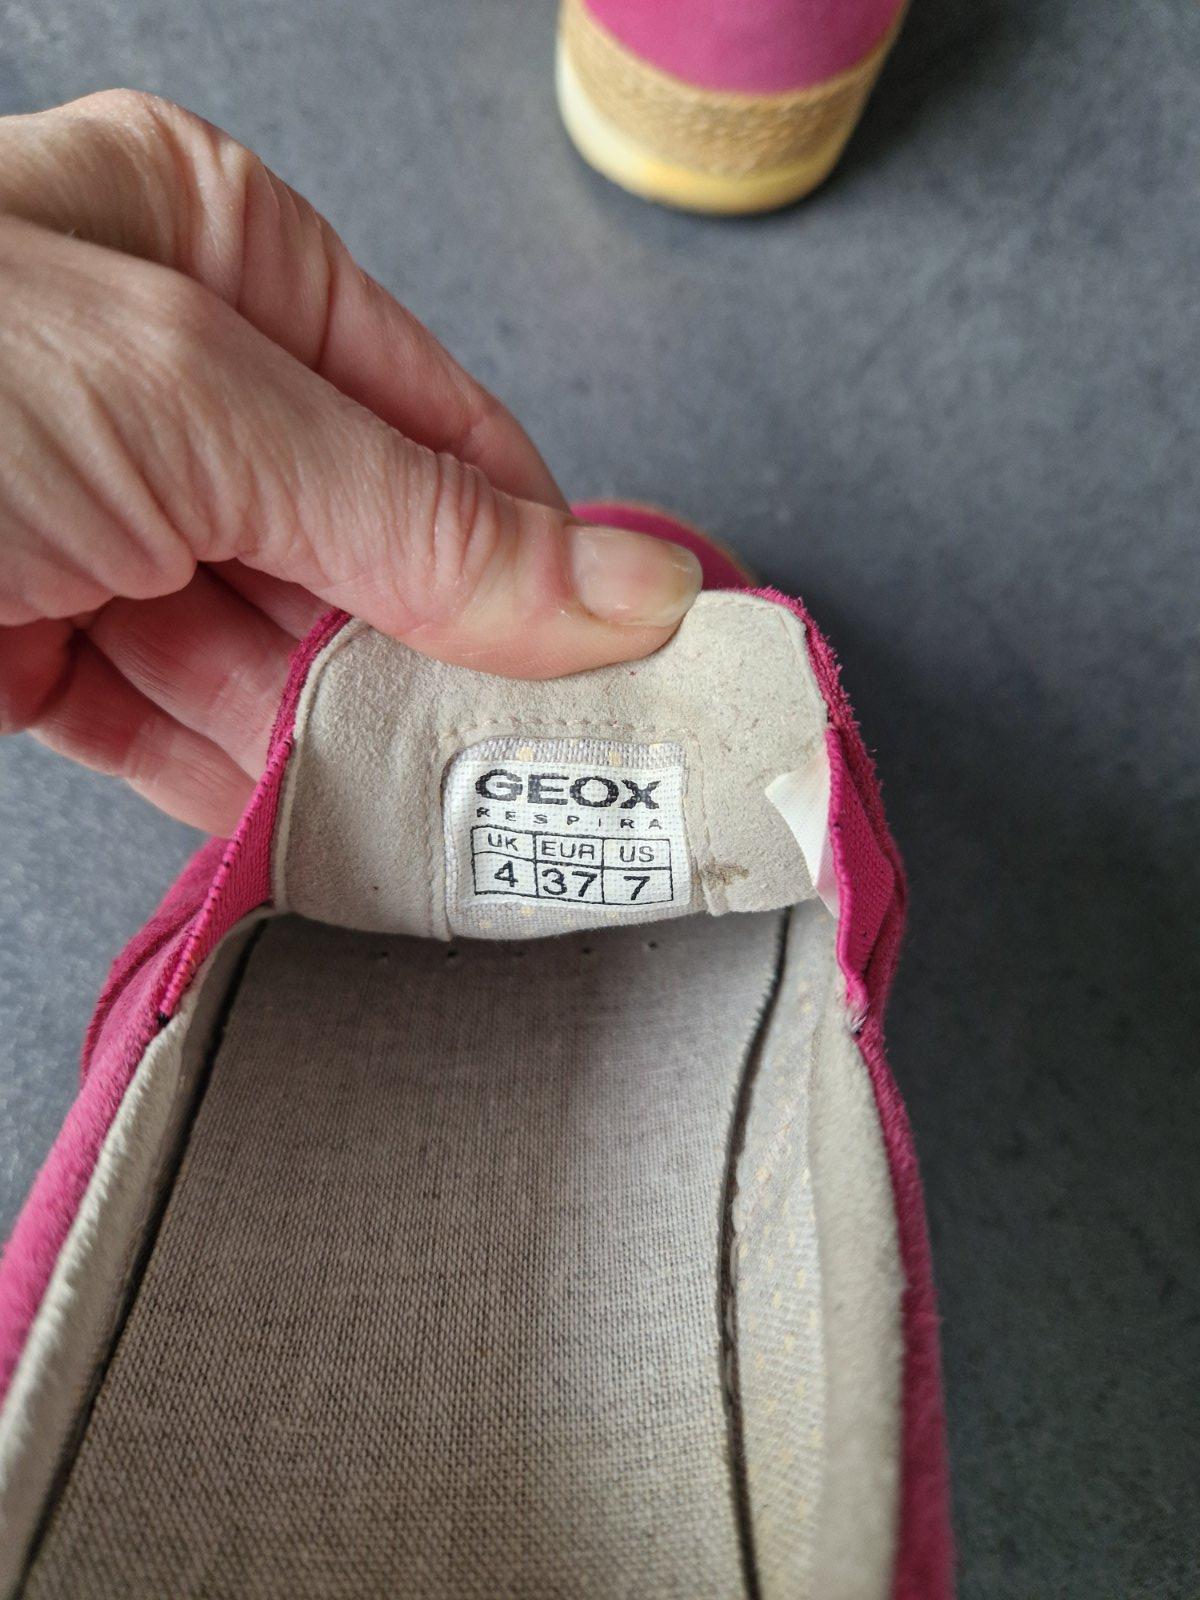 GEOX
RESPIRA
UK EUR US
4 37 7